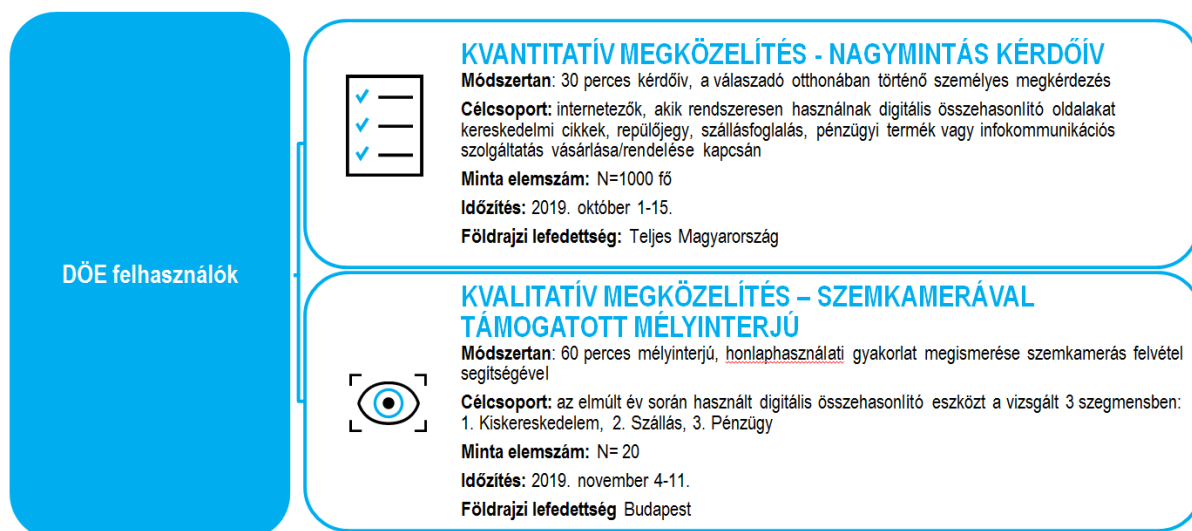 DÖE felhasználók
KVANTITATÍV MEGKÖZELÍTÉS - NAGYMINTÁS KÉRDŐÍV
Módszertan: 30 perces kérdőív, a válaszadó otthonában történő személyes megkérdezés
Célcsoport: internetezők, akik rendszeresen használnak digitális összehasonlító oldalakat
kereskedelmi cikkek, repülőjegy, szállásfoglalás, pénzügyi termék vagy infokommunikációs
szolgáltatás vásárlása/rendelése kapcsán
Minta elemszám: N=1000 fő
Időzítés: 2019. október 1-15.
Földrajzi lefedettség: Teljes Magyarország
KVALITATÍV MEGKÖZELÍTÉS – SZEMKAMERÁVAL
TÁMOGATOTT MÉLYINTERJÚ
Módszertan: 60 perces mélyinterjú, honlaphasználati gyakorlat megismerése szemkamerás felvétel
segítségével
Célcsoport: az elmúlt év során használt digitális összehasonlító eszközt a vizsgált 3 szegmensben:
1. Kiskereskedelem, 2. Szállás, 3. Pénzügy
Minta elemszám: N= 20
Időzítés: 2019. november 4-11.
Földrajzi lefedettség Budapest